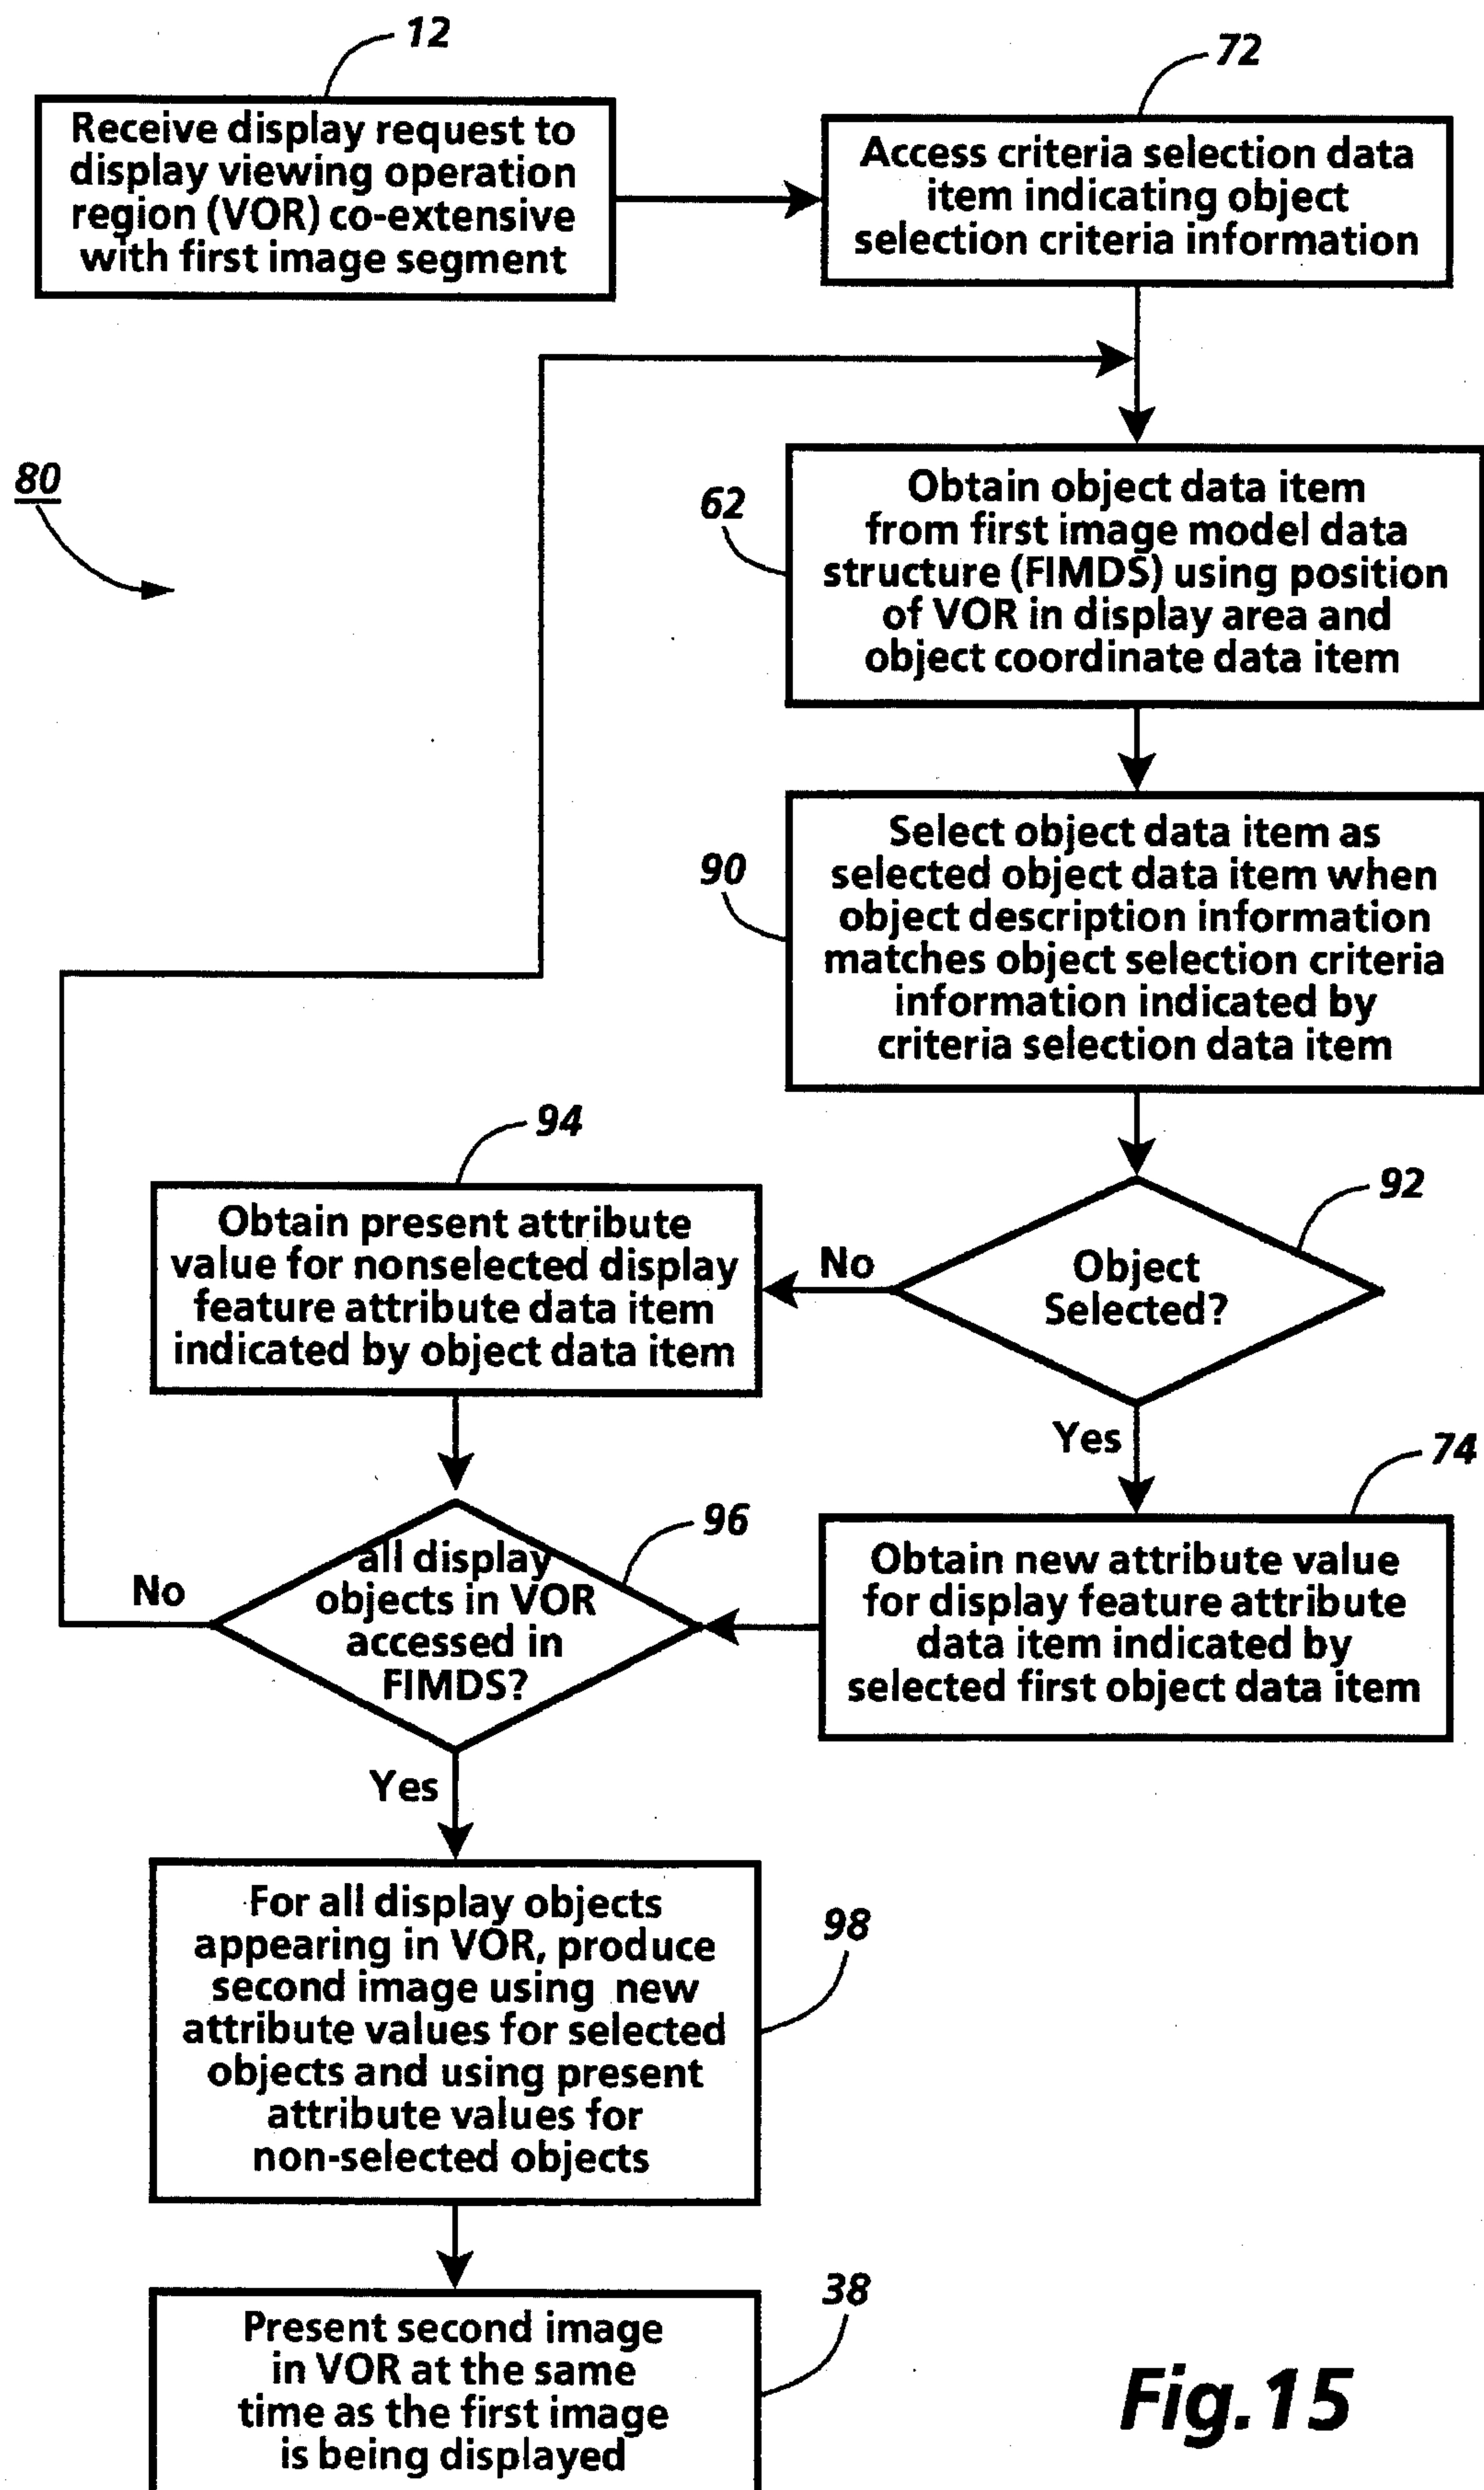 12
Receive display request to
display viewing operation
region (VOR) co-extensive
with first image segment
72
Access criteria selection data
item indicating object
selection criteria information
80
62
Obtain object data item
from first image model data
structure (FIMDS) using position
of VOR in display area and
object coordinate data item
90
Select object data item as
selected object data item when
object description information
matches object selection criteria
information indicated by
criteria selection data item
92
Object
Selected?
No
Yes
94
Obtain present attribute
value for nonselected display
feature attribute data item
indicated by object data item
74
Obtain new attribute value
for display feature attribute
data item indicated by
selected first object data item
96
all display
objects in VOR
accessed in
FIMDS?
No
Yes
98
For all display objects
appearing in VOR, produce
second image using new
attribute values for selected
objects and using present
attribute values for
non-selected objects
38
Present second image
in VOR at the same
time as the first image
is being displayed
Fig.15